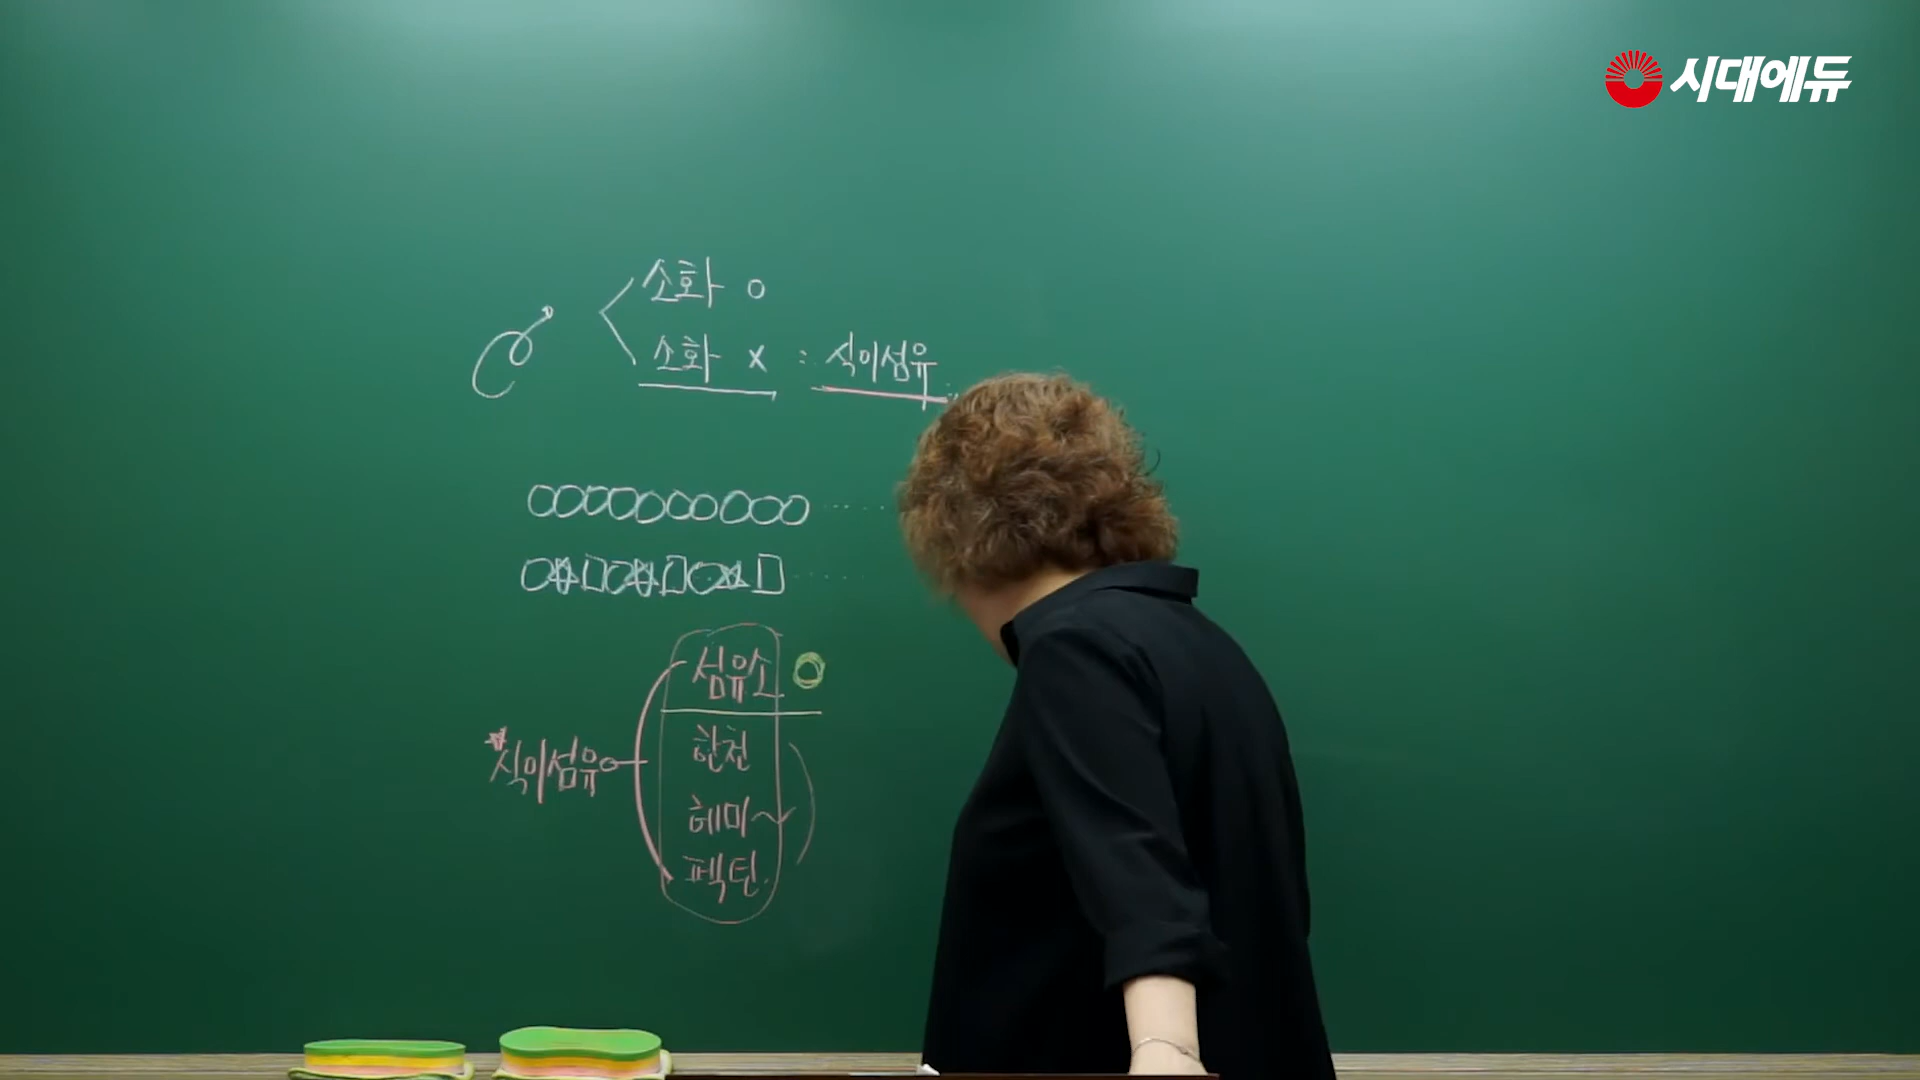 시대에듀
소화 o
소화 x : 식이섬유
섬유소
*식이섬유
한천
헤미~
펙틴.